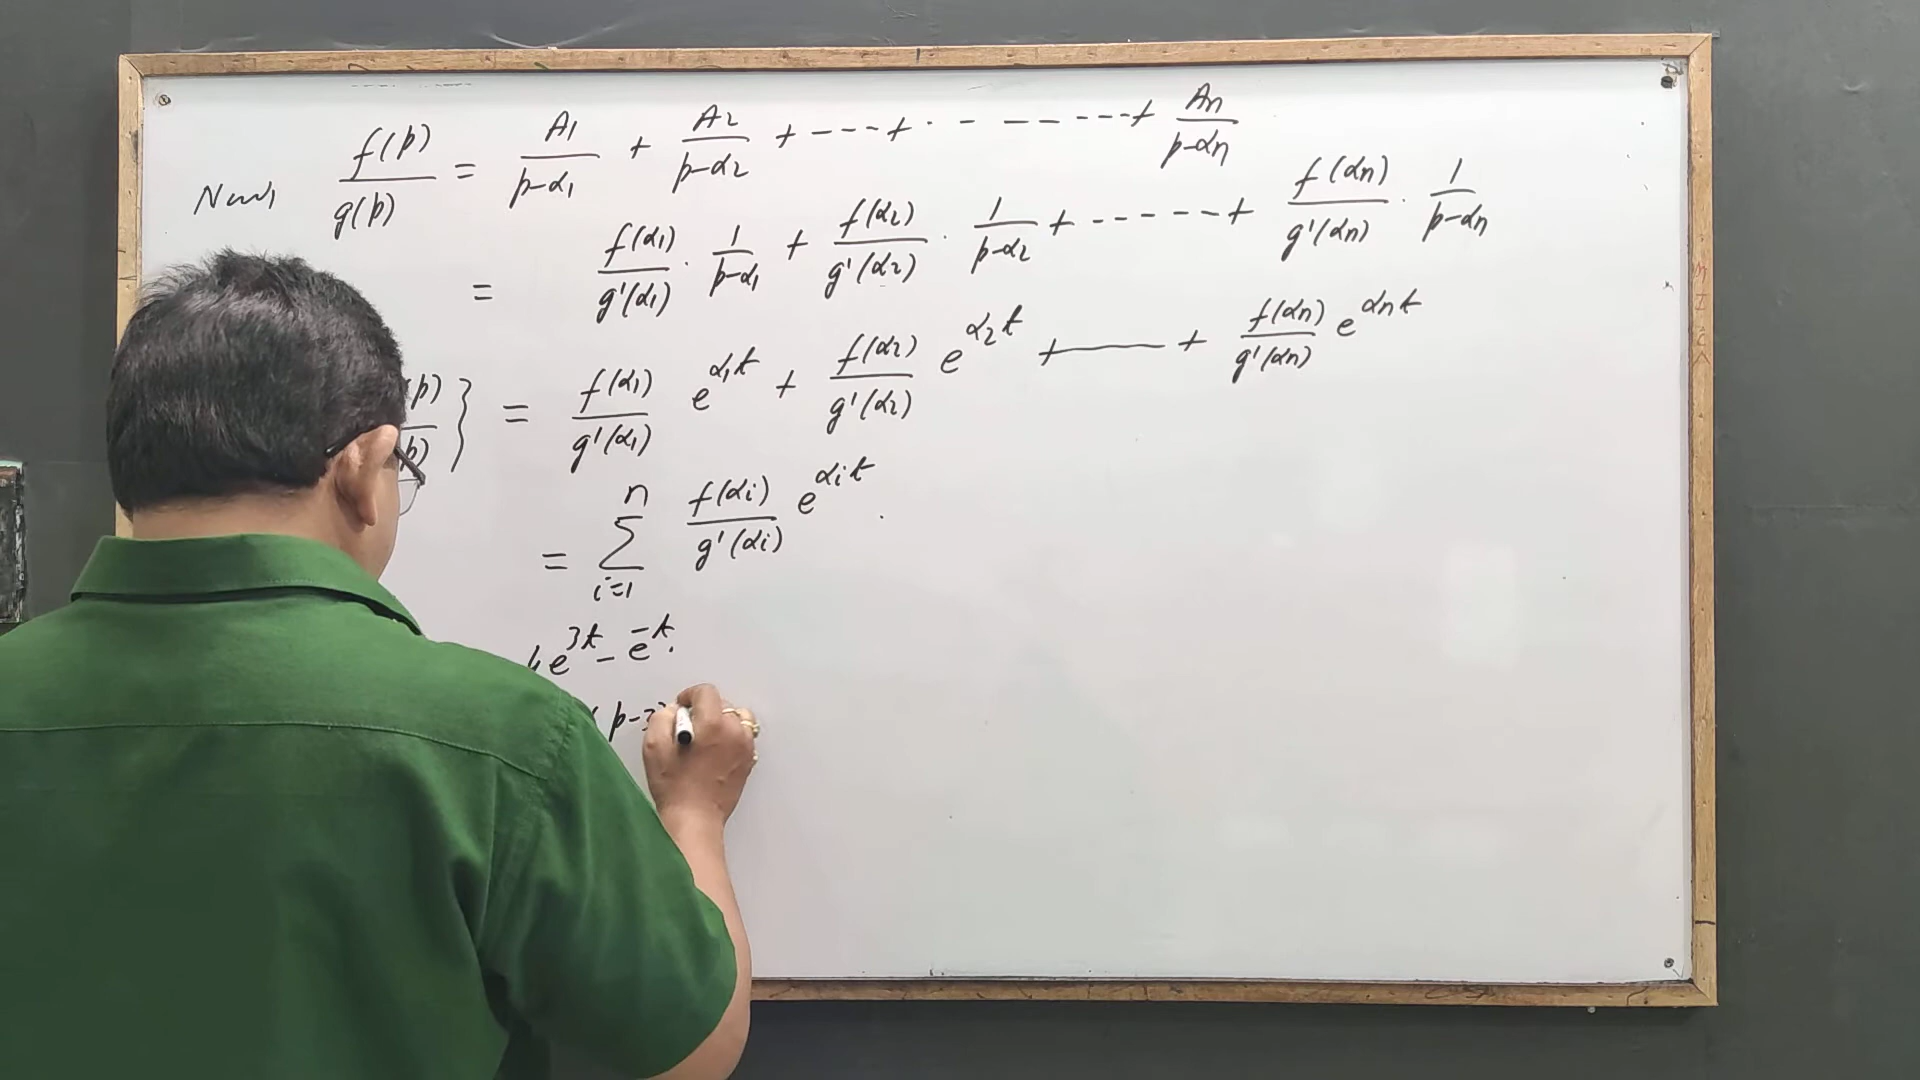 Now, f(p)/g(p) = A1/(p-α1) + A2/(p-α2) + ---+ · - -----+ An/(p-αn)
= f(α1)/g'(α1) · 1/(p-α1) + f(α2)/g'(α2) · 1/(p-α2) + -----+ f(αn)/g'(αn) · 1/(p-αn)
p)/p) } = f(α1)/g'(α1) e^α1t + f(α2)/g'(α2) e^α2t +——+ f(αn)/g'(αn) e^αnt
= Σ_{i=1}^{n} f(αi)/g'(αi) e^αit .
e^3t - e^-t.
(p-3)